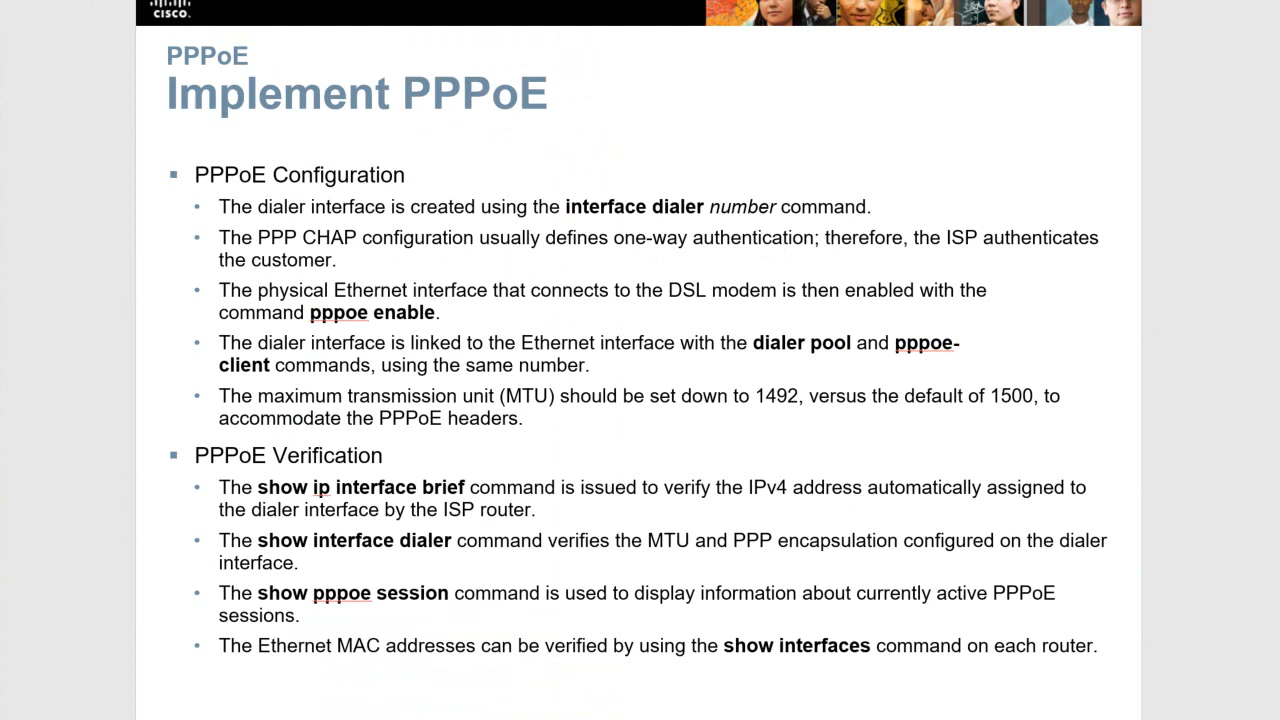 CISCO.
PPPoE
Implement PPPoE
▪ PPPoE Configuration
• The dialer interface is created using the interface dialer number command.
• The PPP CHAP configuration usually defines one-way authentication; therefore, the ISP authenticates
the customer.
• The physical Ethernet interface that connects to the DSL modem is then enabled with the
command pppoe enable.
• The dialer interface is linked to the Ethernet interface with the dialer pool and pppoe-
client commands, using the same number.
• The maximum transmission unit (MTU) should be set down to 1492, versus the default of 1500, to
accommodate the PPPoE headers.
▪ PPPoE Verification
• The show ip interface brief command is issued to verify the IPv4 address automatically assigned to
the dialer interface by the ISP router.
• The show interface dialer command verifies the MTU and PPP encapsulation configured on the dialer
interface.
• The show pppoe session command is used to display information about currently active PPPoE
sessions.
• The Ethernet MAC addresses can be verified by using the show interfaces command on each router.